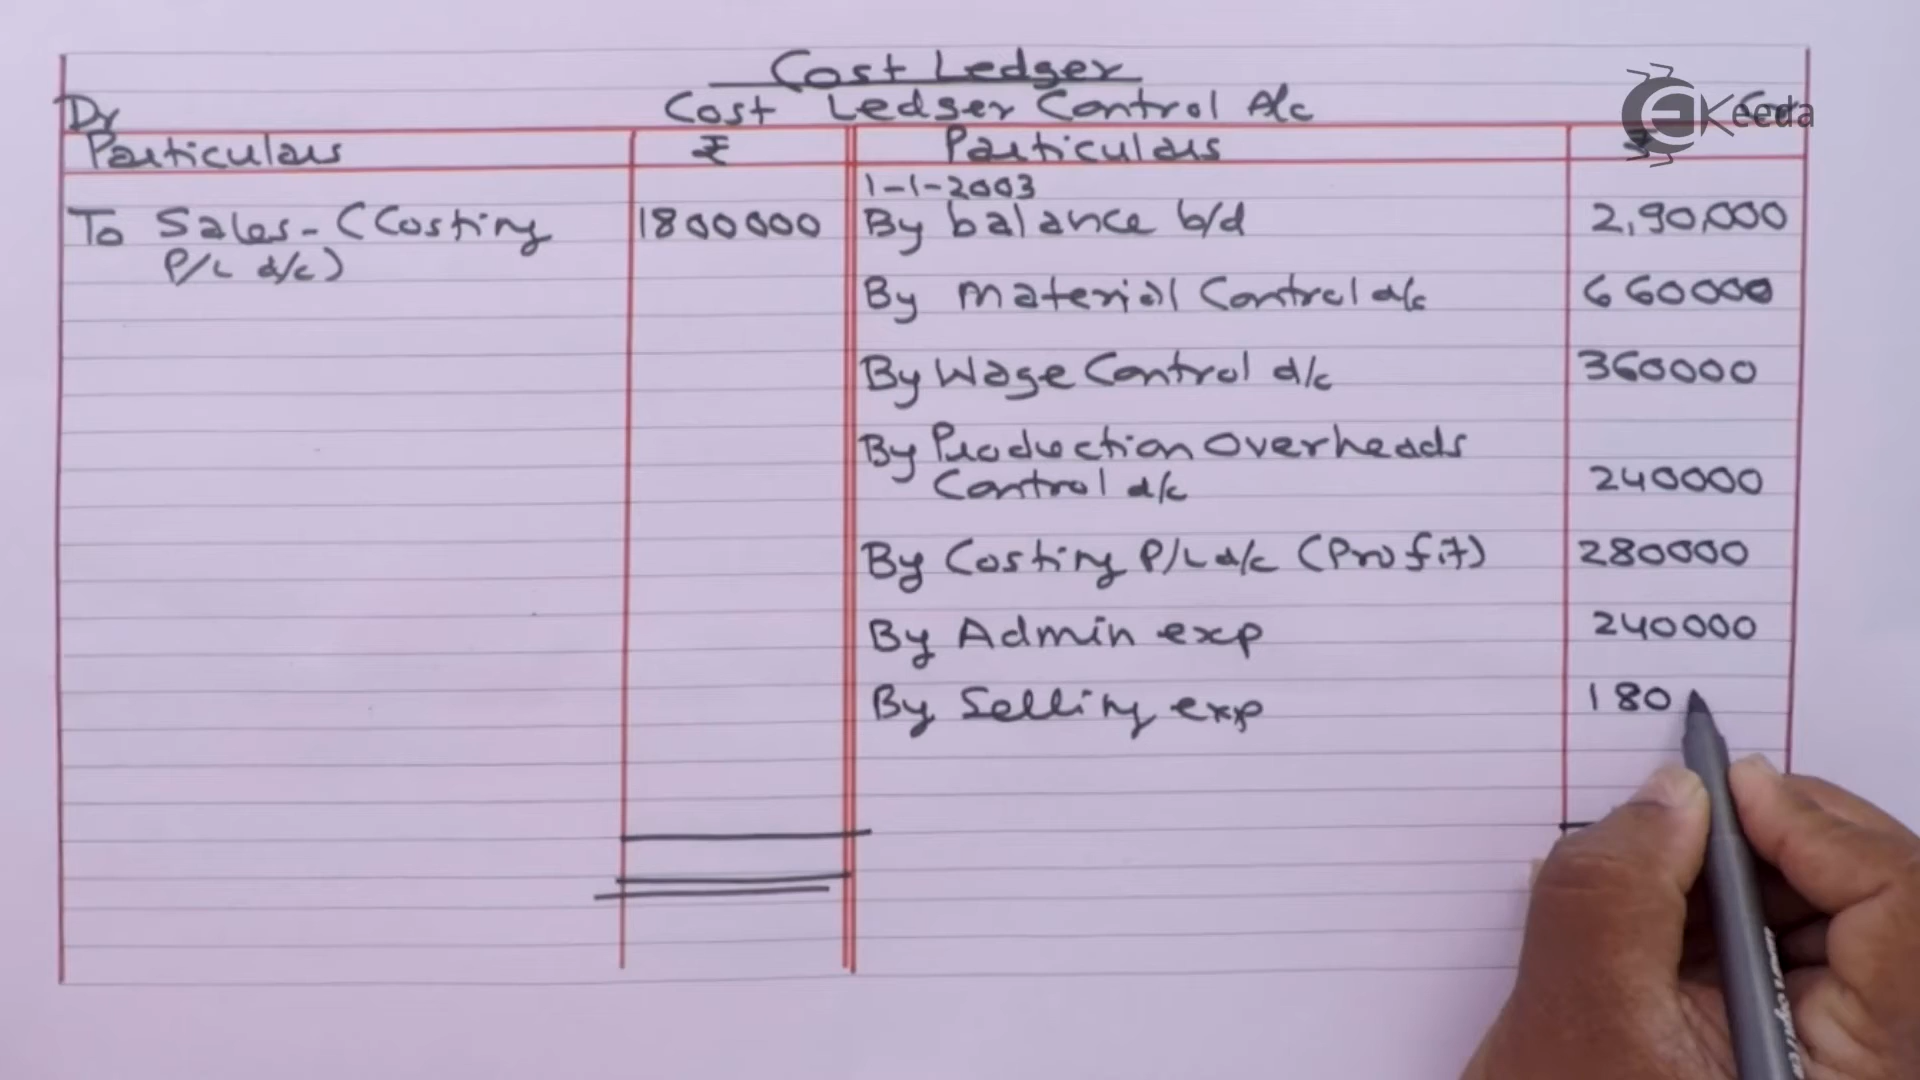 Cost Ledger
Dr Cost Ledger Control A/c
Particulars ₹ Particulars ₹
1-1-2003
To Sales - (Costing 1800000 By balance b/d 2,90,000
P/L a/c)
By Material Control a/c 660000
By Wage Control a/c 360000
By Production Overheads
Control a/c 240000
By Costing P/L a/c (Profit) 280000
By Admin exp 240000
By Selling exp 180
Keeda